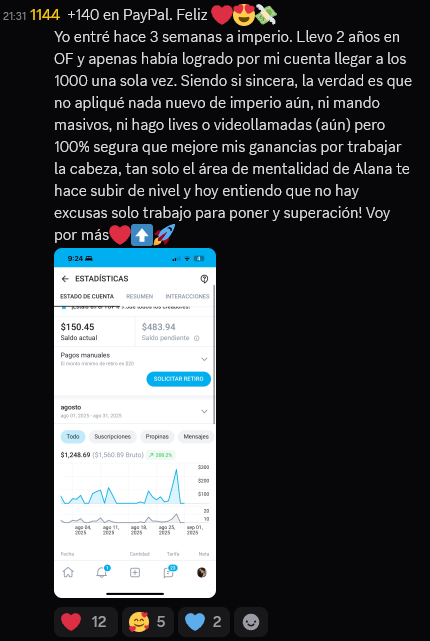 21:31 1144 +140 en PayPal. Feliz ❤️😍💸
Yo entré hace 3 semanas a imperio. Llevo 2 años en
OF y apenas había logrado por mi cuenta llegar a los
1000 una sola vez. Siendo si sincera, la verdad es que
no apliqué nada nuevo de imperio aún, ni mando
masivos, ni hago lives o videollamadas (aún) pero
100% segura que mejore mis ganancias por trabajar
la cabeza, tan solo el área de mentalidad de Alana te
hace subir de nivel y hoy entiendo que no hay
excusas solo trabajo para poner y superación! Voy
por más❤️⬆️🚀
9:24
← ESTADÍSTICAS
ESTADO DE CUENTA RESUMEN INTERACCIONES
$150.45 $483.94
Saldo actual Saldo pendiente
Pagos manuales
El monto mínimo de retiro es $20
SOLICITAR RETIRO
agosto
ago 01, 2025 - ago 31, 2025
Todo Suscripciones Propinas Mensajes
$1,248.69 ($1,560.89 Bruto) ↗ 288.2%
$300
$200
$100
20
10
ago 04, 2025 ago 11, 2025 ago 18, 2025 ago 25, 2025 sep 01, 2025
Fecha Cantidad Tarifa Neta
❤️ 12 🥰 5 💙 2